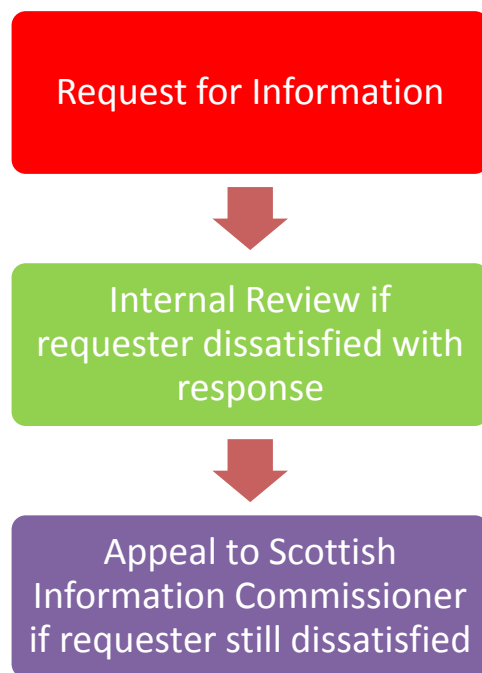 Request for Information
Internal Review if
requester dissatisfied with
response
Appeal to Scottish
Information Commissioner
if requester still dissatisfied